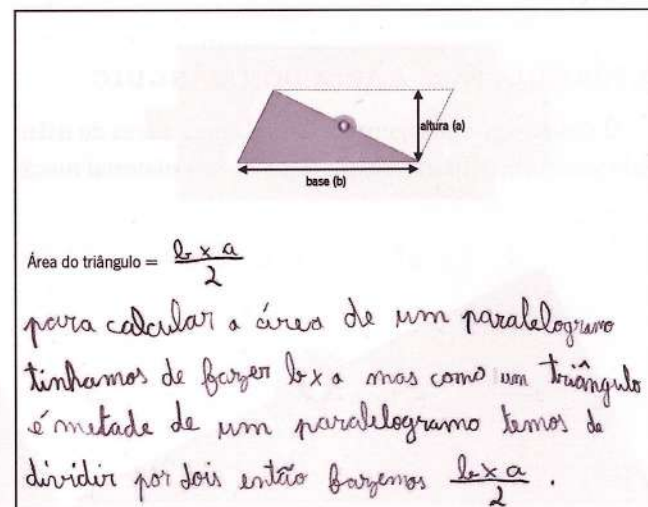 altura (a)
base (b)
Área do triângulo = b x a / 2
para calcular a área de um paralelogramo
tinhamos de fazer b x a mas como um triângulo
é metade de um paralelogramo temos de
dividir por dois então fazemos b x a / 2 .